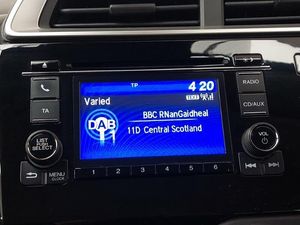 TP
4 20
Varied
BBC RNanGaidheal
DAB
11D Central Scotland
TA
RADIO
CD/AUX
LIST
PUSH
SELECT
VOL
MENU
CLOCK
1 2 3 4 5 6